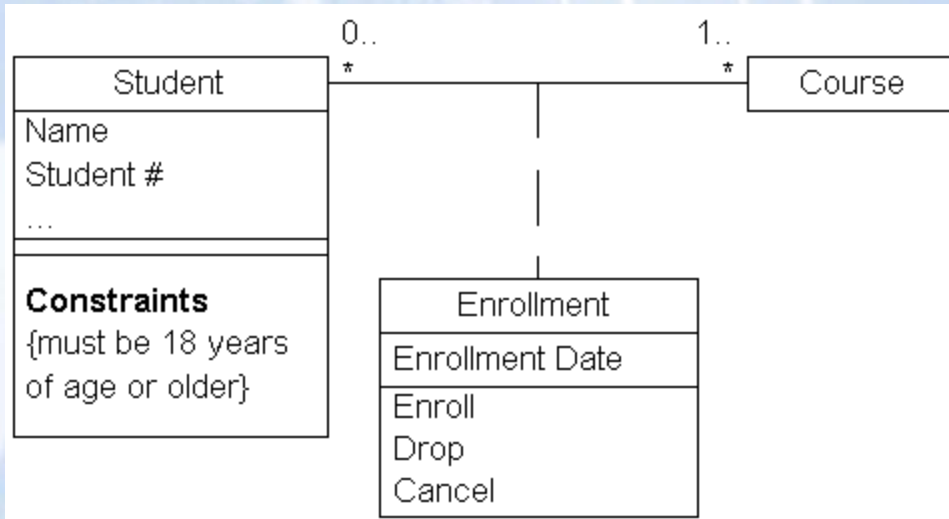 0..
*
1..
*
Student
Name
Student #
...
Constraints
{must be 18 years
of age or older}
Course
Enrollment
Enrollment Date
Enroll
Drop
Cancel